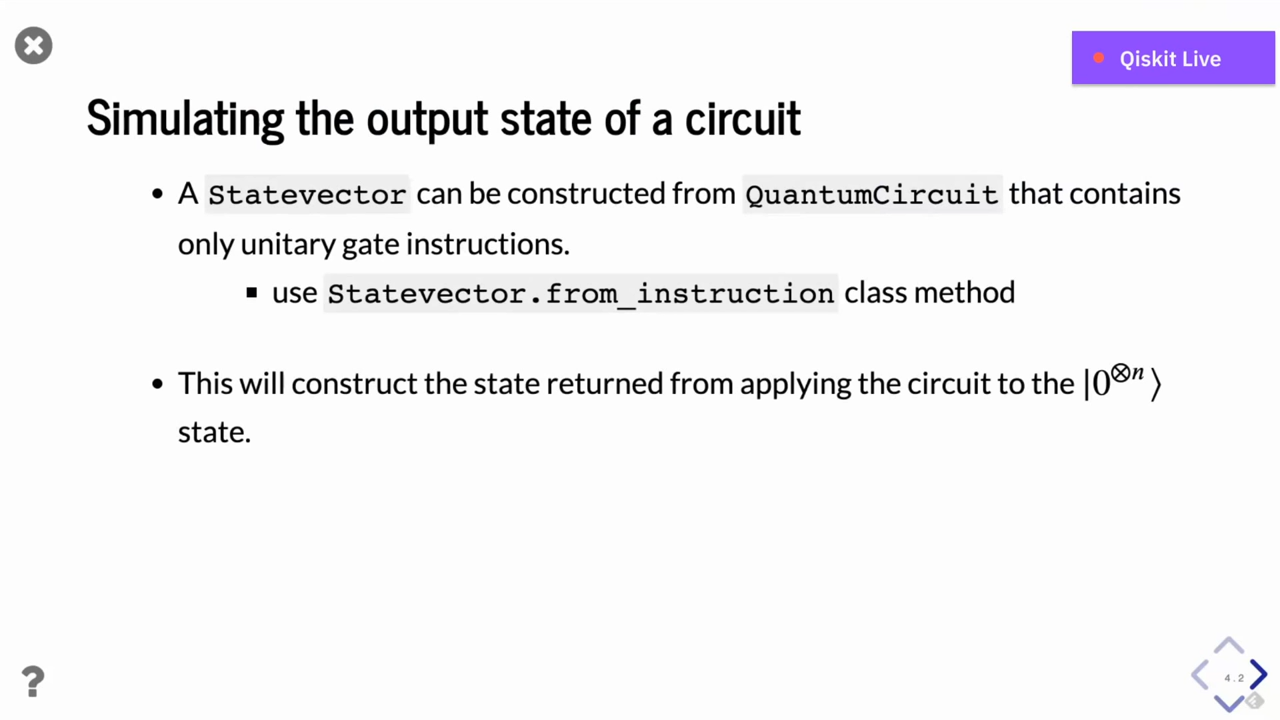 Qiskit Live
Simulating the output state of a circuit
• A Statevector can be constructed from QuantumCircuit that contains
only unitary gate instructions.
▪ use Statevector.from_instruction class method
• This will construct the state returned from applying the circuit to the |0^{⊗n}⟩
state.
?
4.2